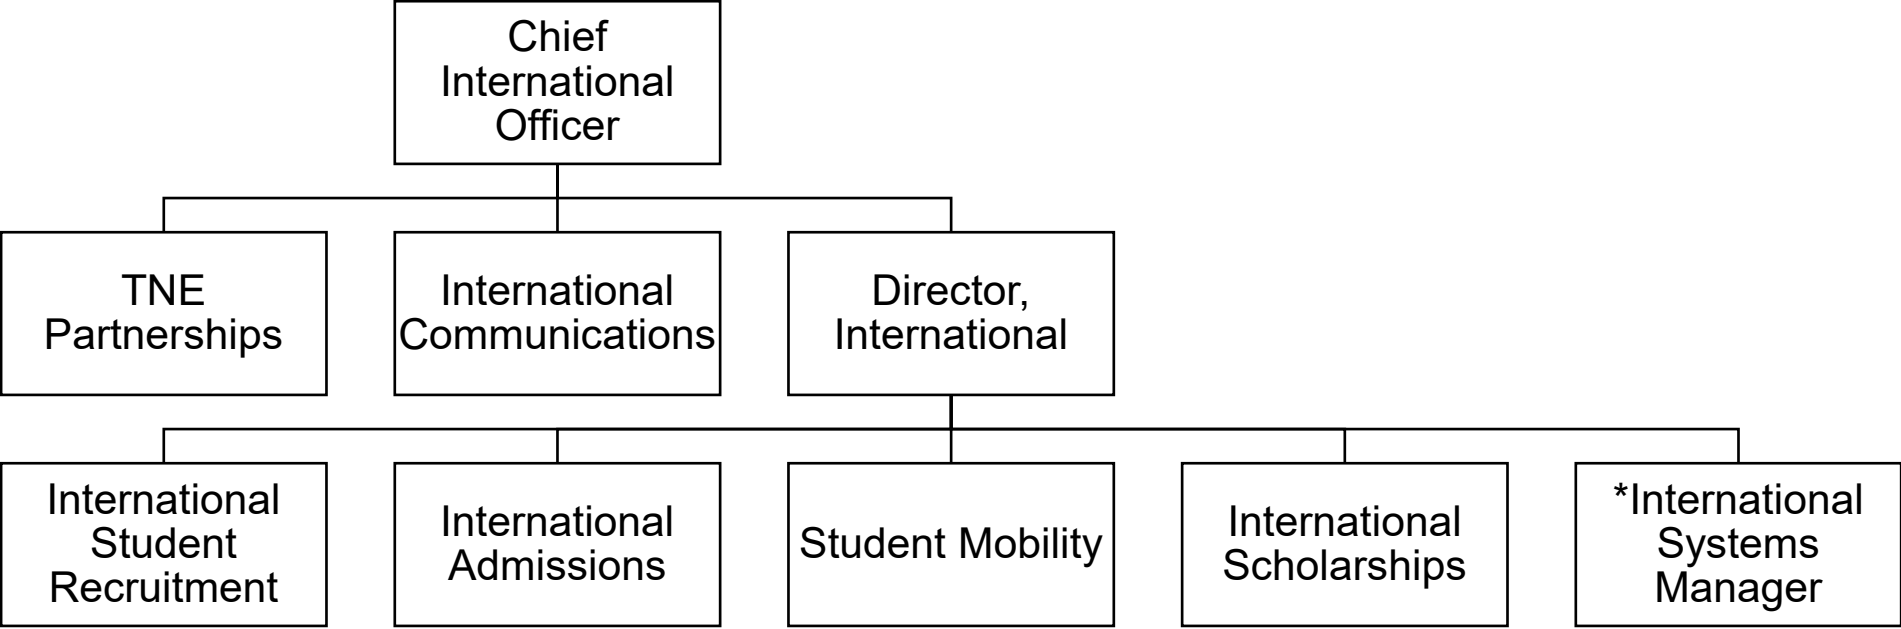 Chief
International
Officer
TNE
Partnerships
International
Communications
Director,
International
International
Student
Recruitment
International
Admissions
Student Mobility
International
Scholarships
*International
Systems
Manager